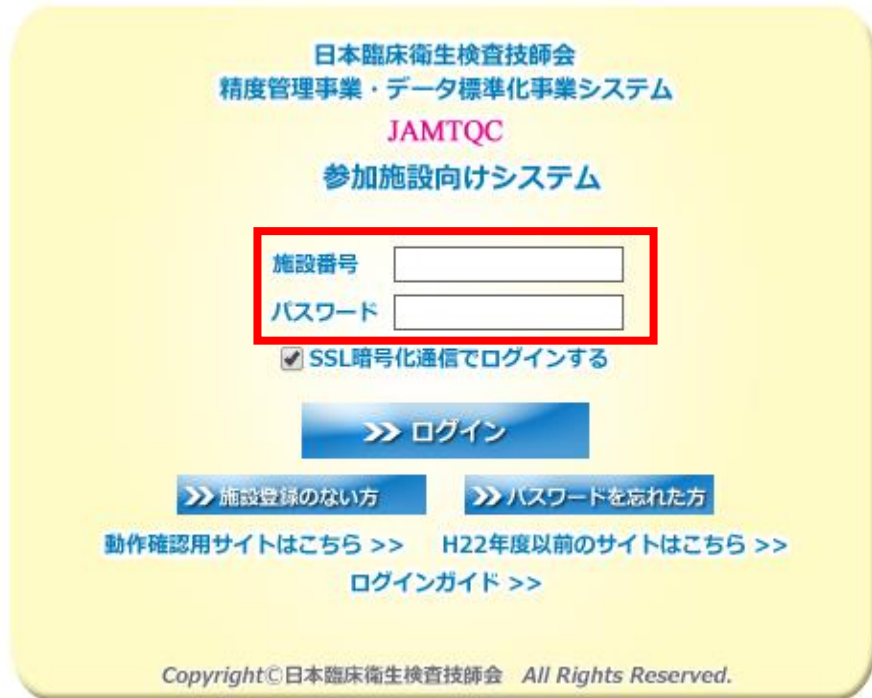 日本臨床衛生検査技師会
精度管理事業・データ標準化事業システム
JAMTQC
参加施設向けシステム
施設番号
パスワード
SSL暗号化通信でログインする
>> ログイン
>> 施設登録のない方 >> パスワードを忘れた方
動作確認用サイトはこちら >> H22年度以前のサイトはこちら >>
ログインガイド >>
Copyright©日本臨床衛生検査技師会 All Rights Reserved.